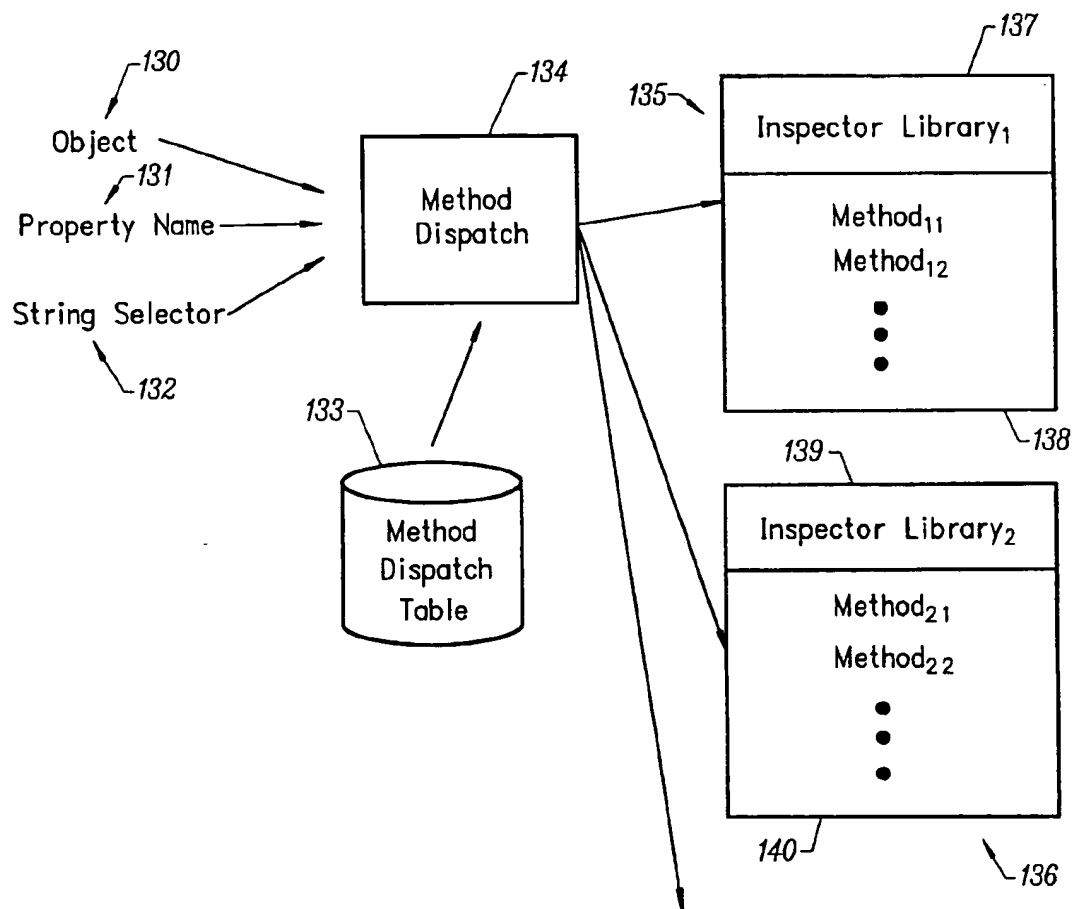 130
Object
131
Property Name
String Selector
132
133
Method
Dispatch
Table
134
Method
Dispatch
135
137
Inspector Library₁
Method₁₁
Method₁₂
138
139
Inspector Library₂
Method₂₁
Method₂₂
140
136